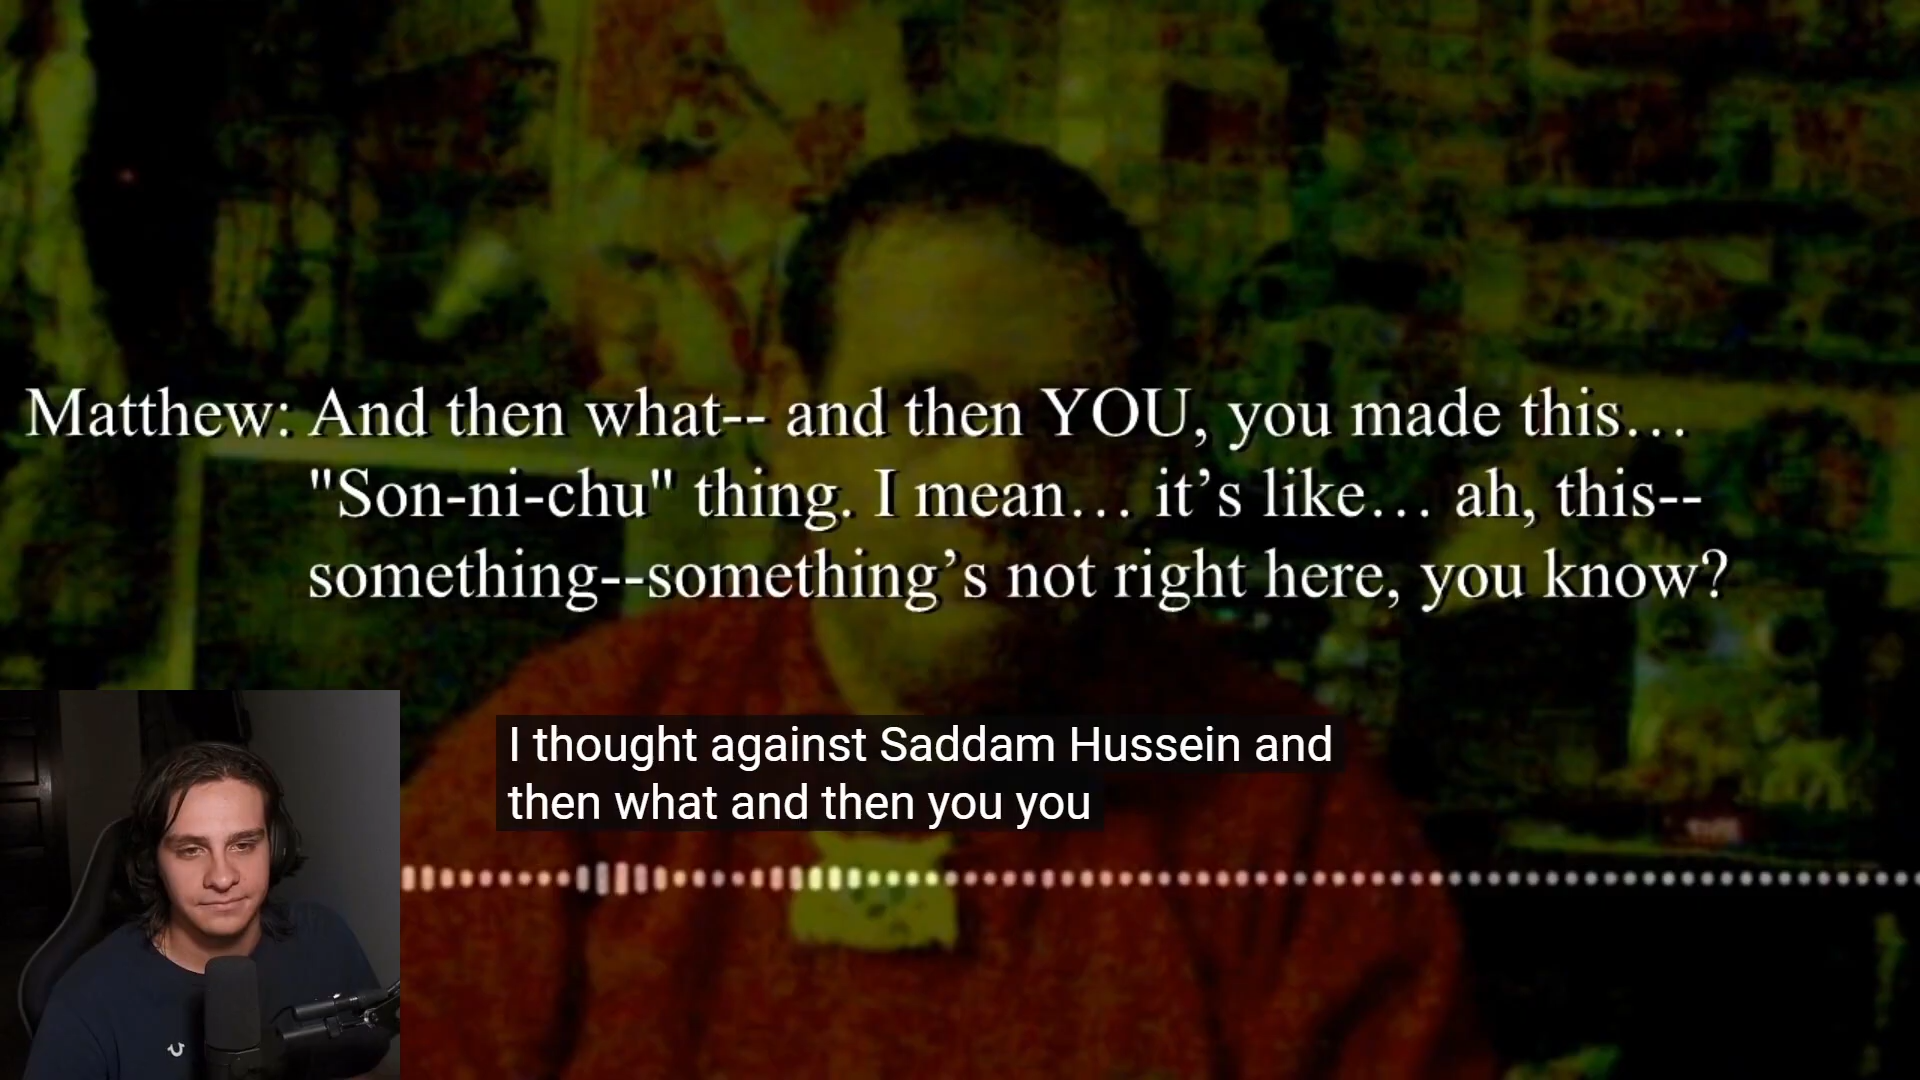 Matthew: And then what-- and then YOU, you made this…
"Son-ni-chu" thing. I mean… it’s like… ah, this--
something--something’s not right here, you know?
I thought against Saddam Hussein and
then what and then you you